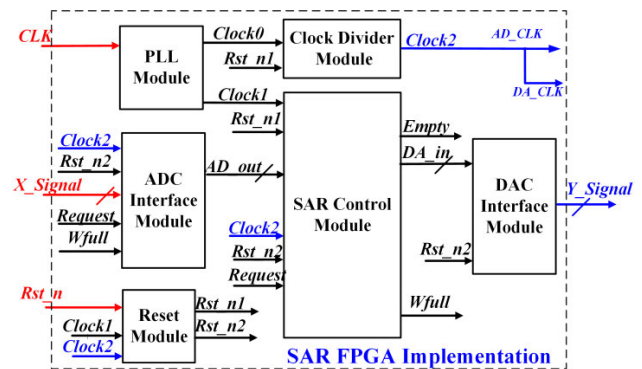 CLK
PLL
Module
Clock0
Rst_n1
Clock1
Clock Divider
Module
Clock2
AD_CLK
DA_CLK
Clock2
Rst_n2
X_Signal
Request
Wfull
ADC
Interface
Module
AD_out
Rst_n1
Clock2
Rst_n2
Request
SAR Control
Module
Empty
DA_in
Wfull
Rst_n2
DAC
Interface
Module
Y_Signal
Rst_n
Clock1
Clock2
Reset
Module
Rst_n1
Rst_n2
SAR FPGA Implementation